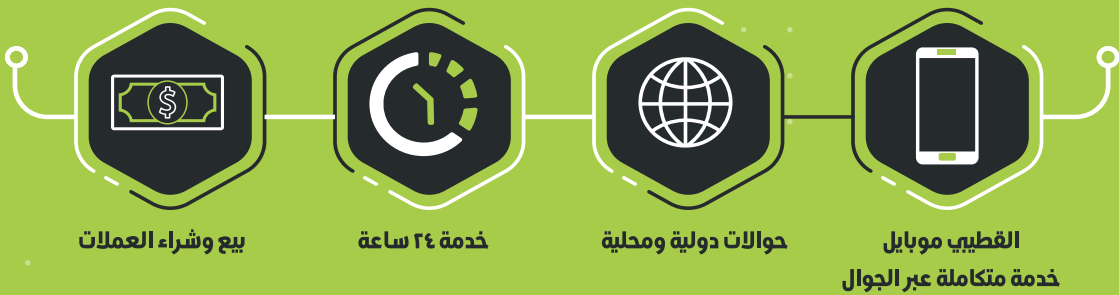 القطيبي موبايل
خدمة متكاملة عبر الجوال
حوالات دولية ومحلية
خدمة ٢٤ ساعة
بيع وشراء العملات
$